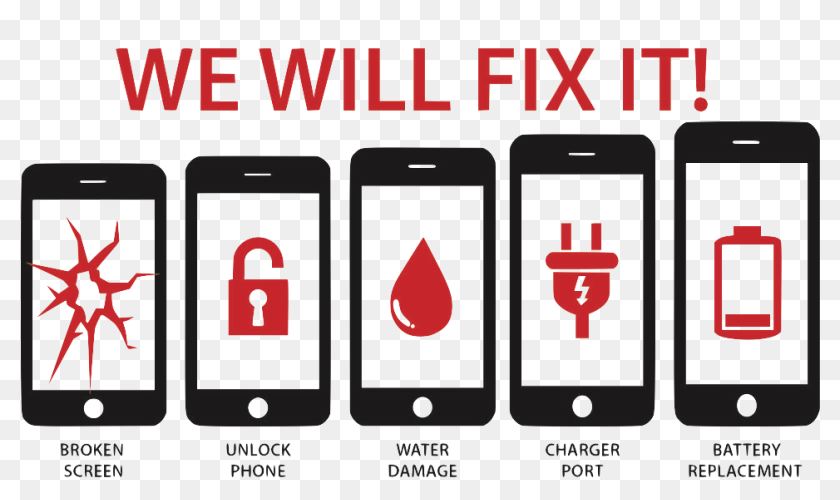 WE WILL FIX IT!
BROKEN
SCREEN
UNLOCK
PHONE
WATER
DAMAGE
CHARGER
PORT
BATTERY
REPLACEMENT